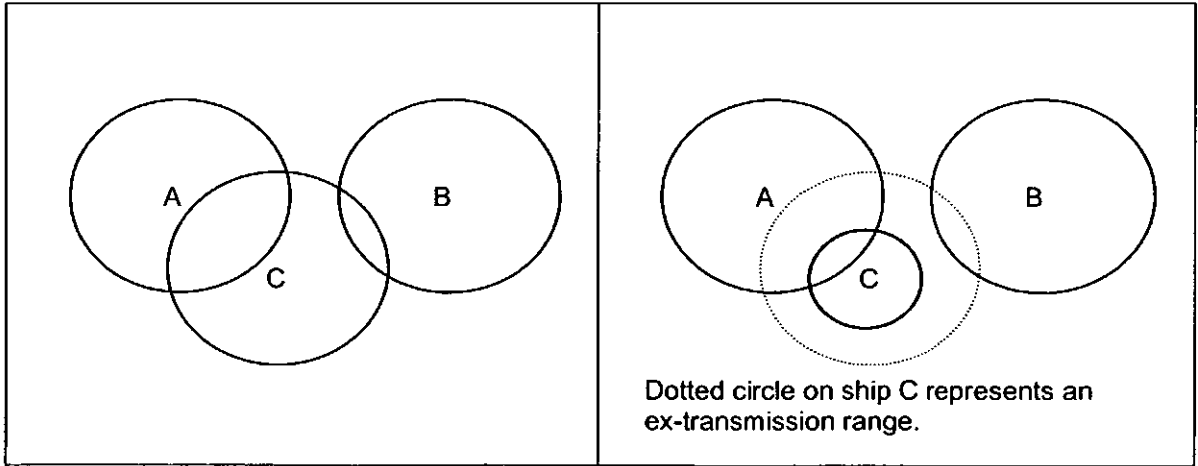 A
B
C
A
B
C
Dotted circle on ship C represents an
ex-transmission range.